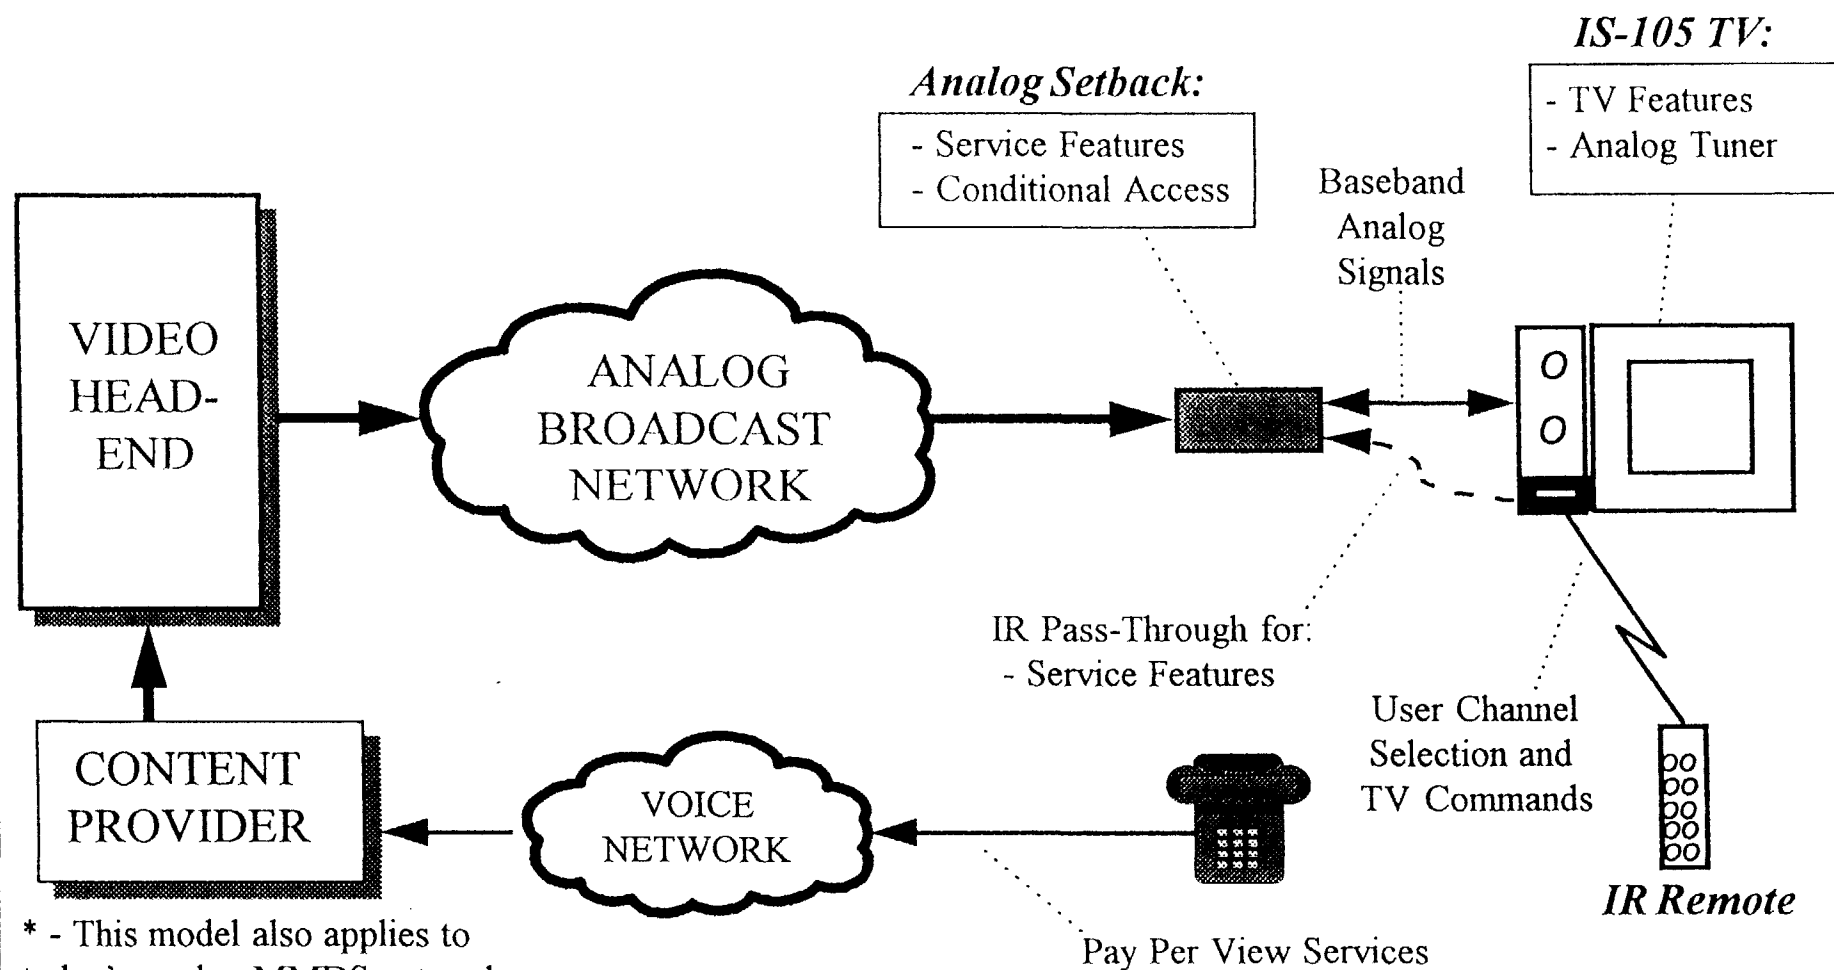 IS-105 TV:
- TV Features
- Analog Tuner
Analog Setback:
- Service Features
- Conditional Access
Baseband
Analog
Signals
VIDEO
HEAD-
END
ANALOG
BROADCAST
NETWORK
IR Pass-Through for:
- Service Features
User Channel
Selection and
TV Commands
CONTENT
PROVIDER
VOICE
NETWORK
IR Remote
* - This model also applies to
Pay Per View Services